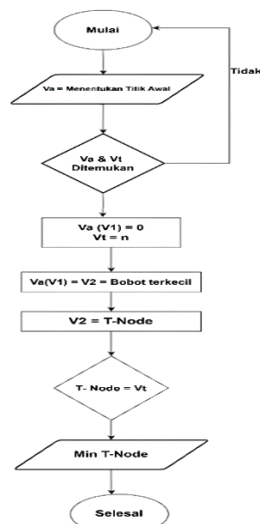 Mulai
Tidak
Va = Menentukan Titik Awal
Va & Vt
Ditemukan
Va (V1) = 0
Vt = n
Va(V1) = V2 = Bobot terkecil
V2 = T-Node
T- Node = Vt
Min T-Node
Selesai